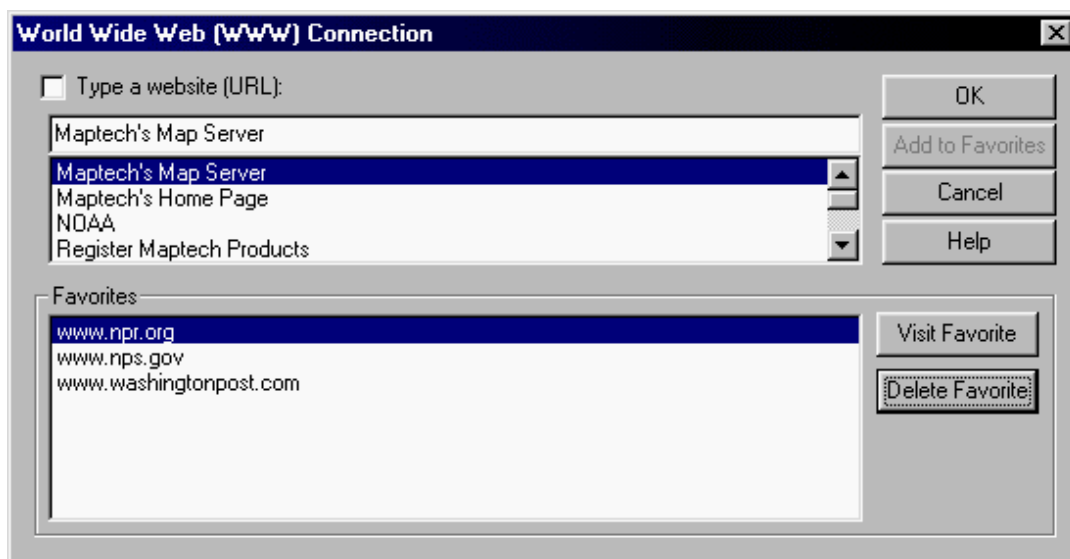 World Wide Web (WWW) Connection
Type a website (URL):
OK
Maptech's Map Server
Add to Favorites
Maptech's Map Server
Maptech's Home Page
Cancel
NOAA
Register Maptech Products
Help
Favorites
www.npr.org
Visit Favorite
www.nps.gov
www.washingtonpost.com
Delete Favorite